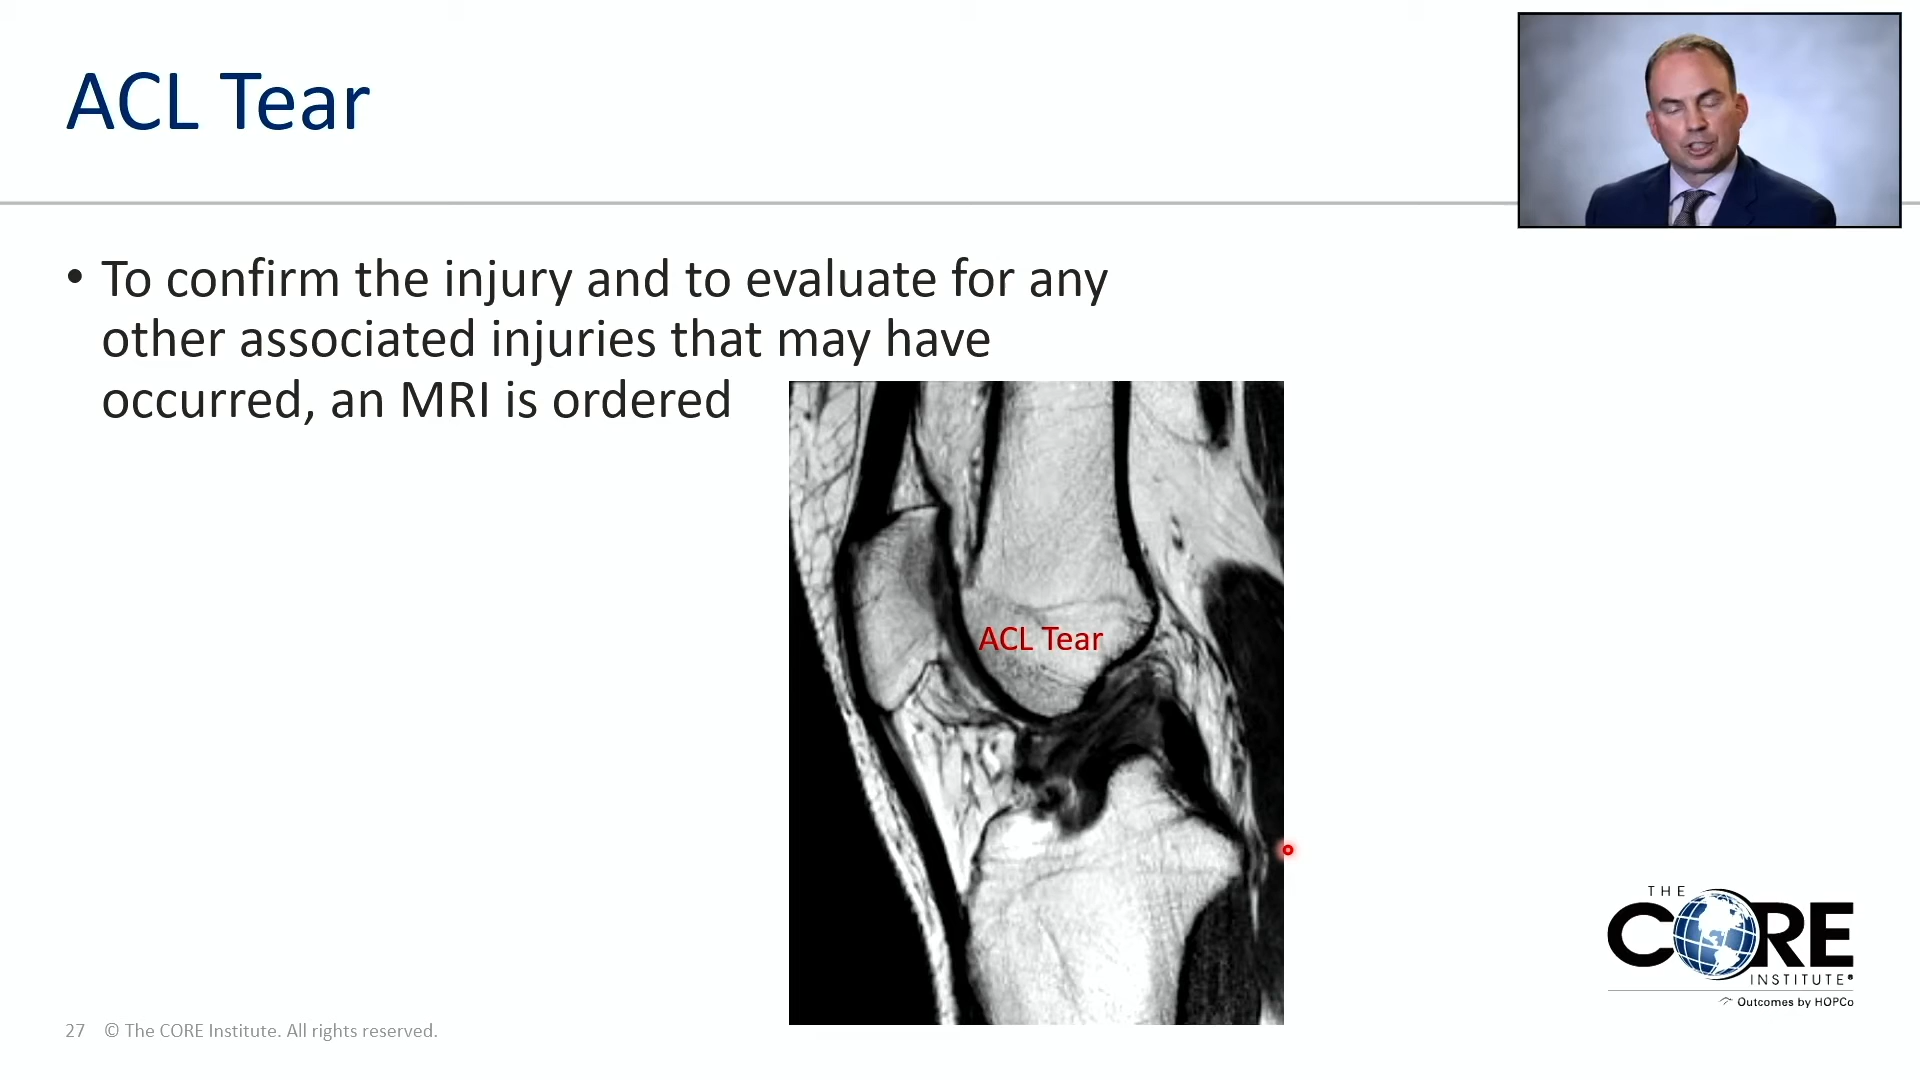 ACL Tear
• To confirm the injury and to evaluate for any
other associated injuries that may have
occurred, an MRI is ordered
ACL Tear
THE
CORE
INSTITUTE®
Outcomes by HOPCo
27 © The CORE Institute. All rights reserved.